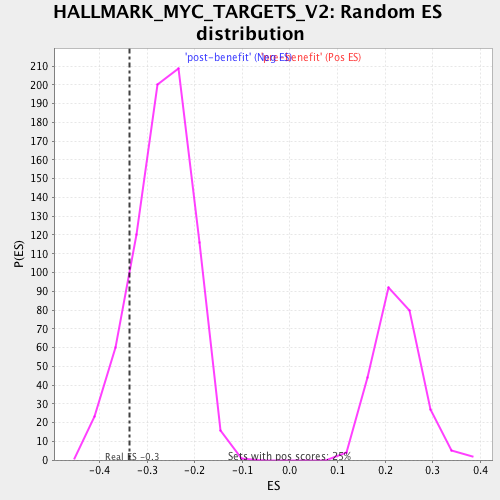 HALLMARK_MYC_TARGETS_V2: Random ES
distribution
'post-benefit' (Neg ES) 'pre-benefit' (Pos ES)
P(ES)
210
200
190
180
170
160
150
140
130
120
110
100
90
80
70
60
50
40
30
20
10
0
Real ES -0.3
Sets with pos scores: 25%
-0.4 -0.3 -0.2 -0.1 0.0 0.1 0.2 0.3 0.4
ES